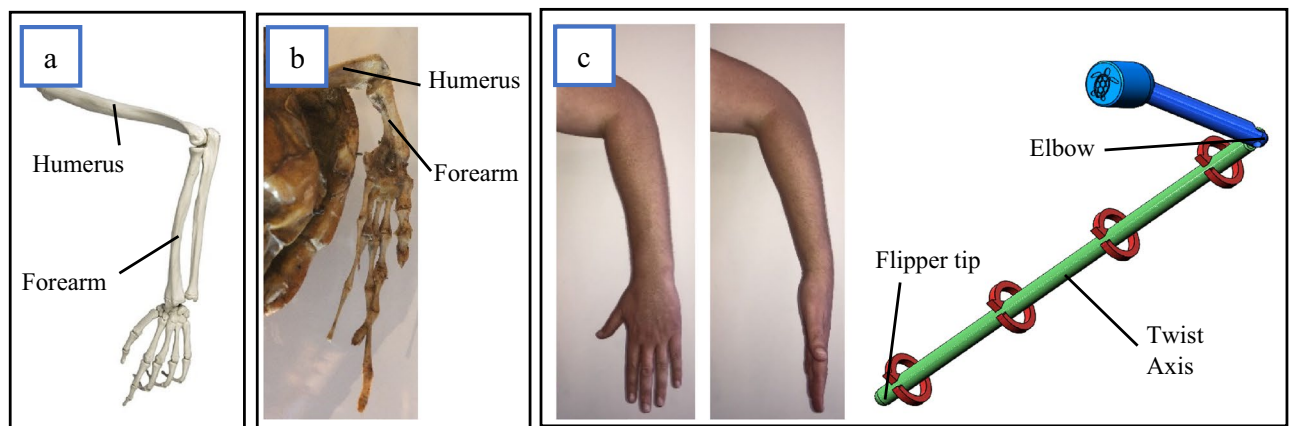 a
Humerus
Forearm
b
Humerus
Forearm
c
Elbow
Flipper tip
Twist
Axis